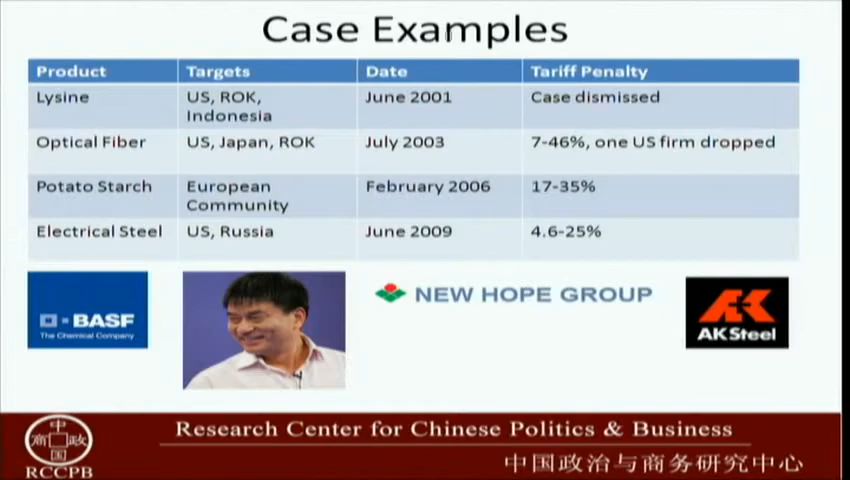 Case Examples
Product Targets Date Tariff Penalty
Lysine US, ROK, Indonesia June 2001 Case dismissed
Optical Fiber US, Japan, ROK July 2003 7-46%, one US firm dropped
Potato Starch European Community February 2006 17-35%
Electrical Steel US, Russia June 2009 4.6-25%
BASF
The Chemical Company
NEW HOPE GROUP
AK Steel
中
商 政
国
RCCPB
Research Center for Chinese Politics & Business
中国政治与商务研究中心